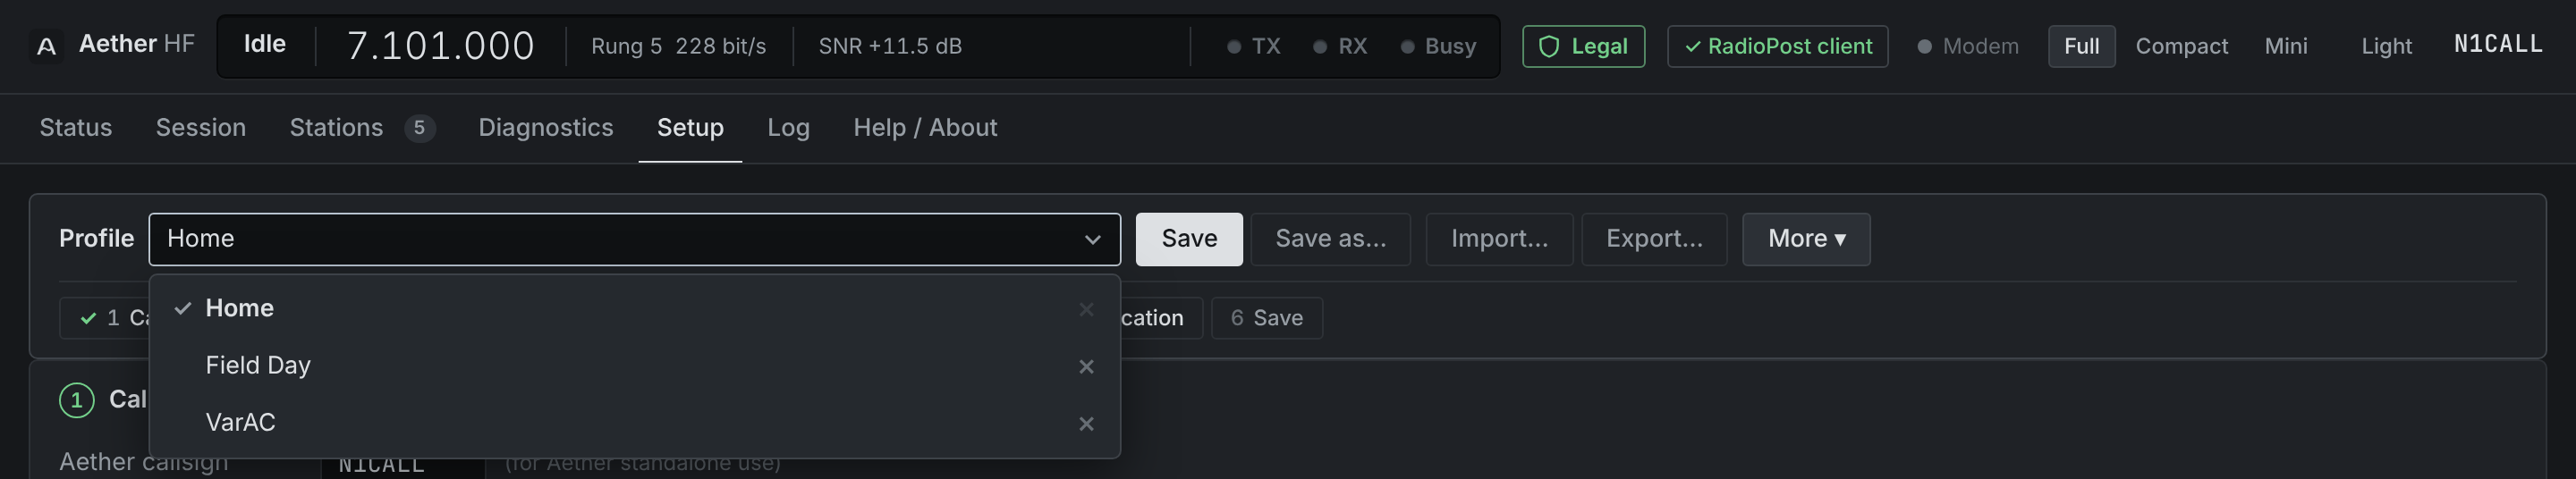 A Aether HF Idle 7.101.000 Rung 5 228 bit/s SNR +11.5 dB TX RX Busy Legal ✓ RadioPost client Modem Full Compact Mini Light N1CALL
Status Session Stations 5 Diagnostics Setup Log Help / About
Profile Home Save Save as... Import... Export... More ▾
✓ Home ×
✓ 1 Ca cation 6 Save
Field Day ×
1 Cal
VarAC ×
Aether callsign N1CALL (for Aether standalone use)